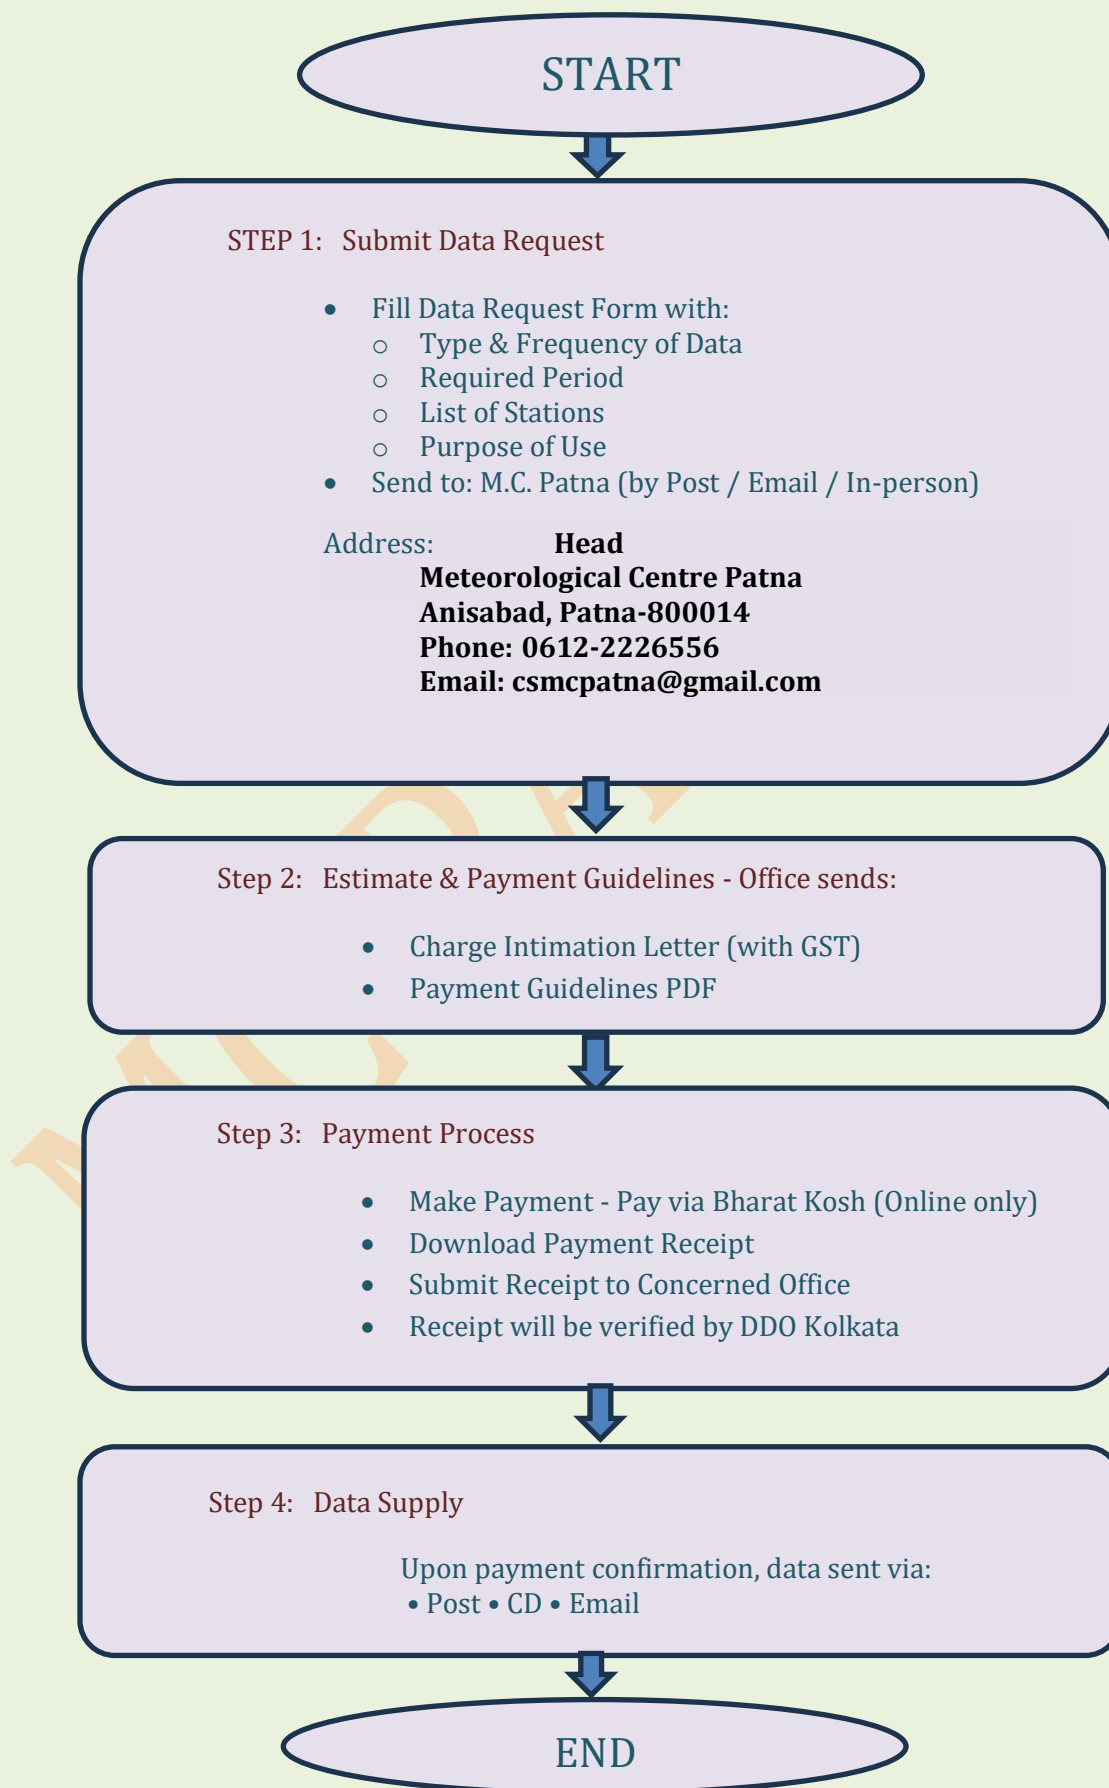 START
STEP 1: Submit Data Request
• Fill Data Request Form with:
o Type & Frequency of Data
o Required Period
o List of Stations
o Purpose of Use
• Send to: M.C. Patna (by Post / Email / In-person)
Address: Head
Meteorological Centre Patna
Anisabad, Patna-800014
Phone: 0612-2226556
Email: csmcpatna@gmail.com
Step 2: Estimate & Payment Guidelines - Office sends:
• Charge Intimation Letter (with GST)
• Payment Guidelines PDF
Step 3: Payment Process
• Make Payment - Pay via Bharat Kosh (Online only)
• Download Payment Receipt
• Submit Receipt to Concerned Office
• Receipt will be verified by DDO Kolkata
Step 4: Data Supply
Upon payment confirmation, data sent via:
• Post • CD • Email
END